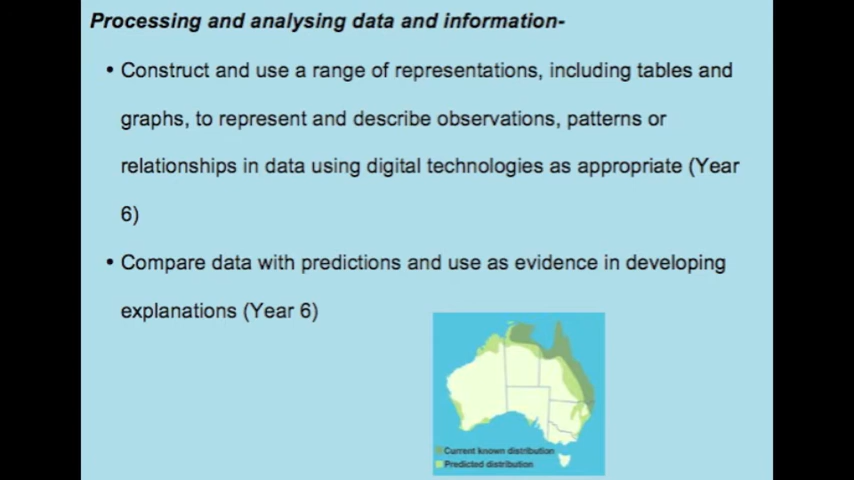 Processing and analysing data and information-
• Construct and use a range of representations, including tables and
graphs, to represent and describe observations, patterns or
relationships in data using digital technologies as appropriate (Year
6)
• Compare data with predictions and use as evidence in developing
explanations (Year 6)
Current known distribution
Predicted distribution